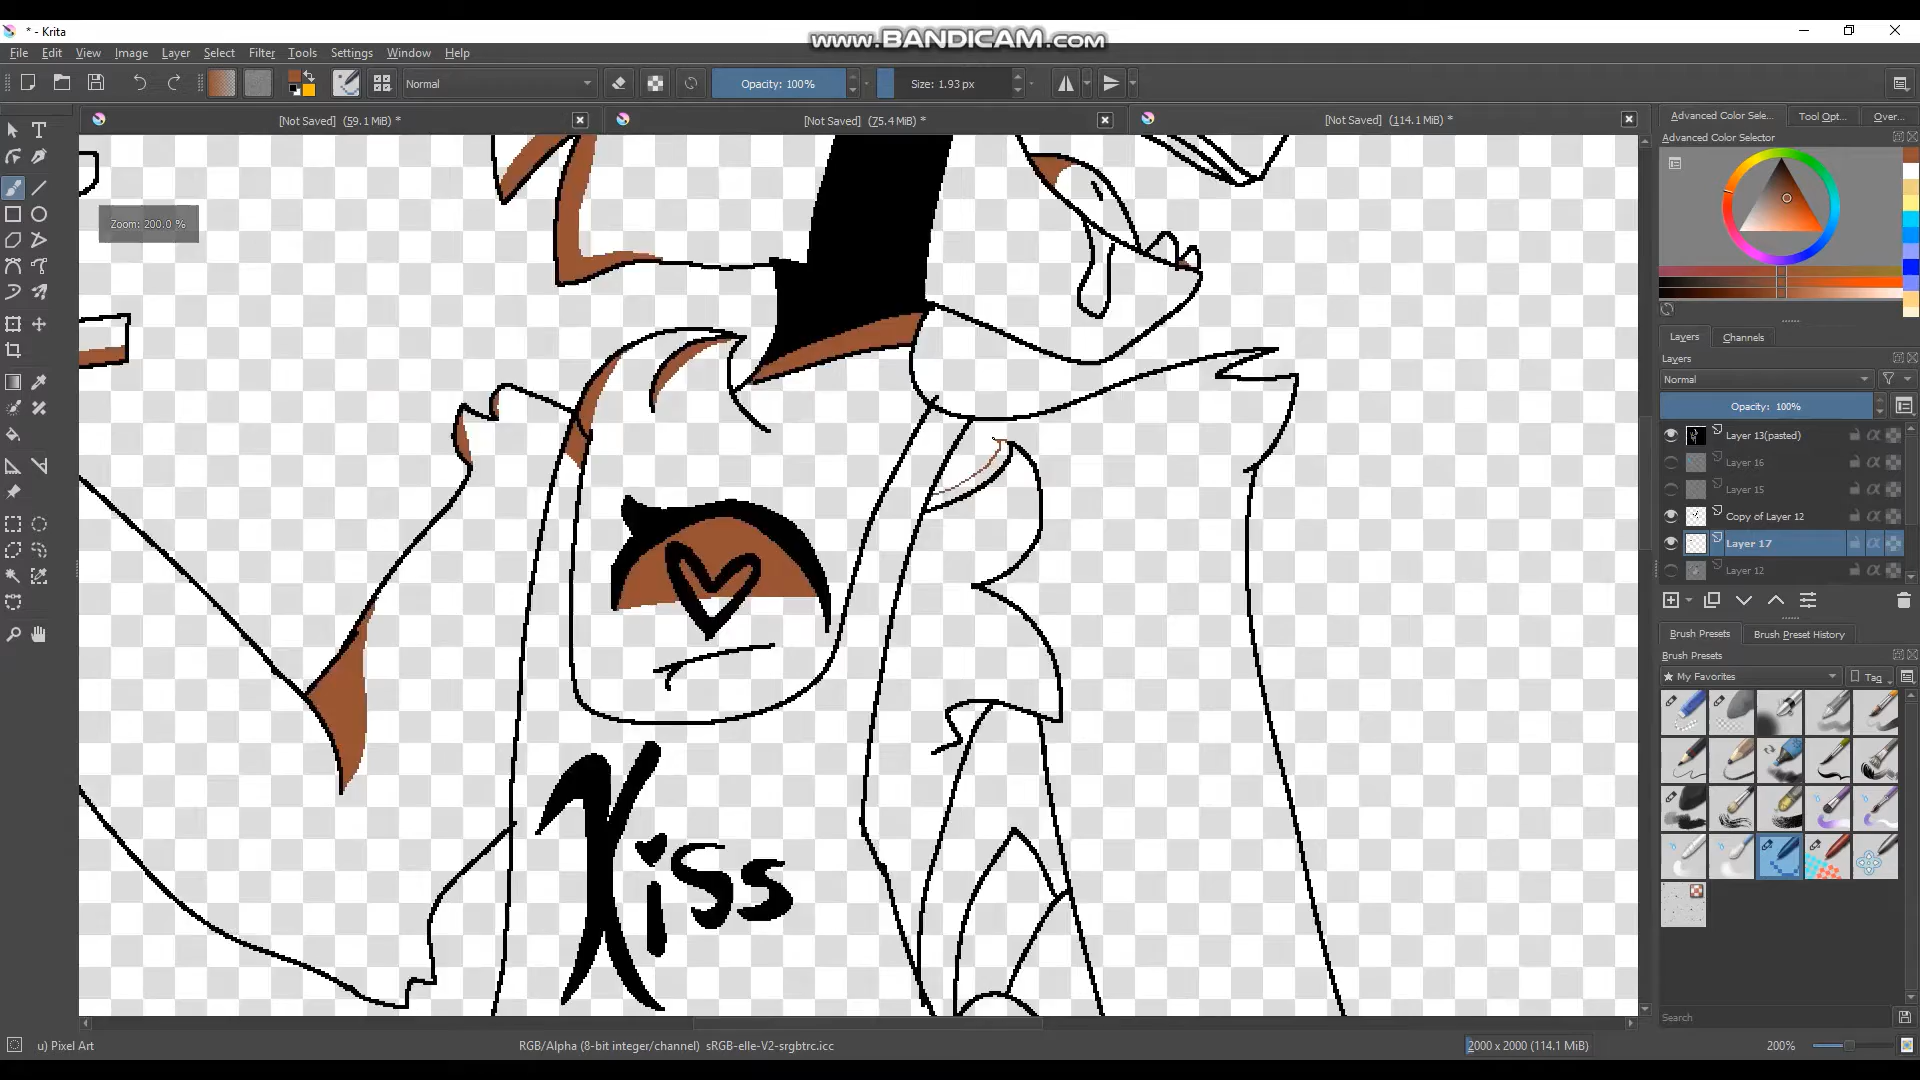 * - Krita
www.BANDICAM.com
File Edit View Image Layer Select Filter Tools Settings Window Help
Normal
Opacity: 100%
Size: 1.93 px
[Not Saved] (59.1 MiB) *
[Not Saved] (75.4 MiB) *
[Not Saved] (114.1 MiB) *
Advanced Color Sele... Tool Opt... Over...
Advanced Color Selector
Zoom: 200.0 %
Layers Channels
Layers
Normal
Opacity: 100%
Layer 13(pasted)
Layer 16
Layer 15
Copy of Layer 12
Layer 17
Layer 12
Brush Presets Brush Preset History
Brush Presets
★ My Favorites
Tag
Kiss
Search
u) Pixel Art
RGB/Alpha (8-bit integer/channel) sRGB-elle-V2-srgbtrc.icc
2000 x 2000 (114.1 MiB)
200%